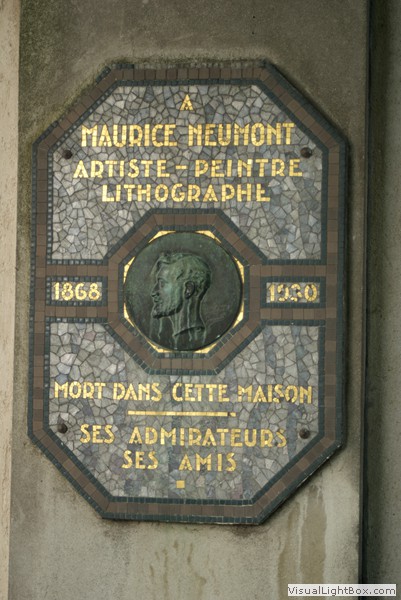 A
MAURICE NEUMONT
ARTISTE-PEINTRE
LITHOGRAPHE
1868 1930
MORT DANS CETTE MAISON
SES ADMIRATEURS
SES AMIS
VisualLightBox.com